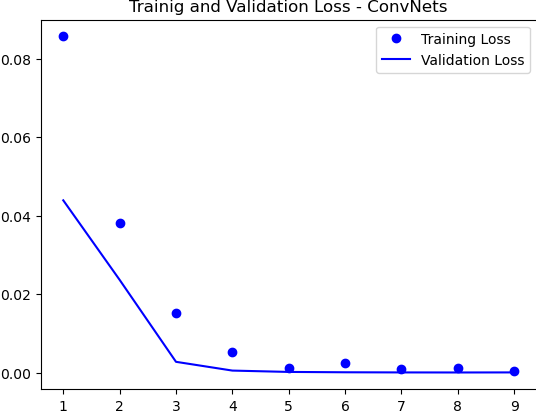 Trainig and Validation Loss - ConvNets
Training Loss
Validation Loss
0.08
0.06
0.04
0.02
0.00
1 2 3 4 5 6 7 8 9